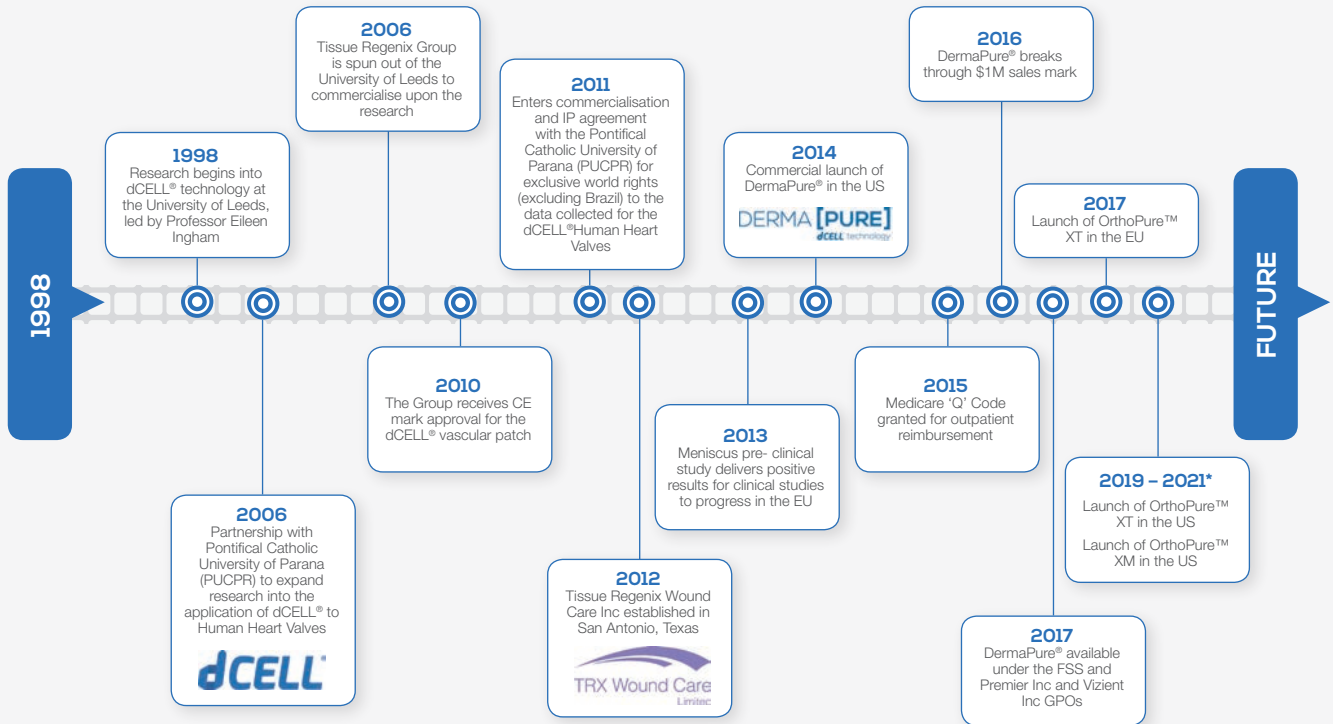 1998
1998
Research begins into
dCELL® technology at
the University of Leeds,
led by Professor Eileen
Ingham
2006
Partnership with
Pontifical Catholic
University of Parana
(PUCPR) to expand
research into the
application of dCELL® to
Human Heart Valves
dCELL®
2006
Tissue Regenix Group
is spun out of the
University of Leeds to
commercialise upon the
research
2010
The Group receives CE
mark approval for the
dCELL® vascular patch
2011
Enters commercialisation
and IP agreement
with the Pontifical
Catholic University of
Parana (PUCPR) for
exclusive world rights
(excluding Brazil) to the
data collected for the
dCELL®Human Heart
Valves
2012
Tissue Regenix Wound
Care Inc established in
San Antonio, Texas
TRX Wound Care
Limited
2013
Meniscus pre- clinical
study delivers positive
results for clinical studies
to progress in the EU
2014
Commercial launch of
DermaPure® in the US
DERMA [PURE]
dCELL technology
2015
Medicare ‘Q’ Code
granted for outpatient
reimbursement
2016
DermaPure® breaks
through $1M sales mark
2017
DermaPure® available
under the FSS and
Premier Inc and Vizient
Inc GPOs
2017
Launch of OrthoPure™
XT in the EU
2019 – 2021*
Launch of OrthoPure™
XT in the US
Launch of OrthoPure™
XM in the US
FUTURE